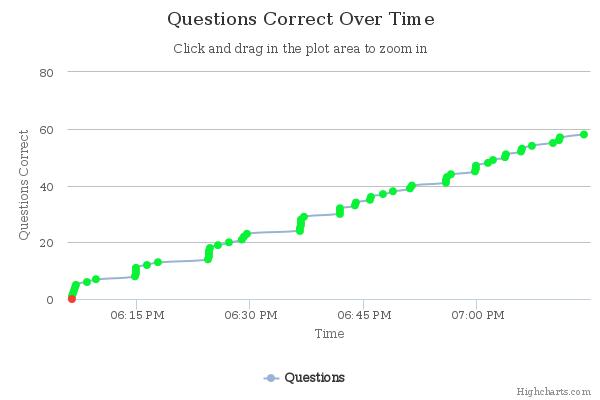 Questions Correct Over Time
Click and drag in the plot area to zoom in
Questions Correct
80
60
40
20
0
06:15 PM 06:30 PM 06:45 PM 07:00 PM
Time
Questions
Highcharts.com